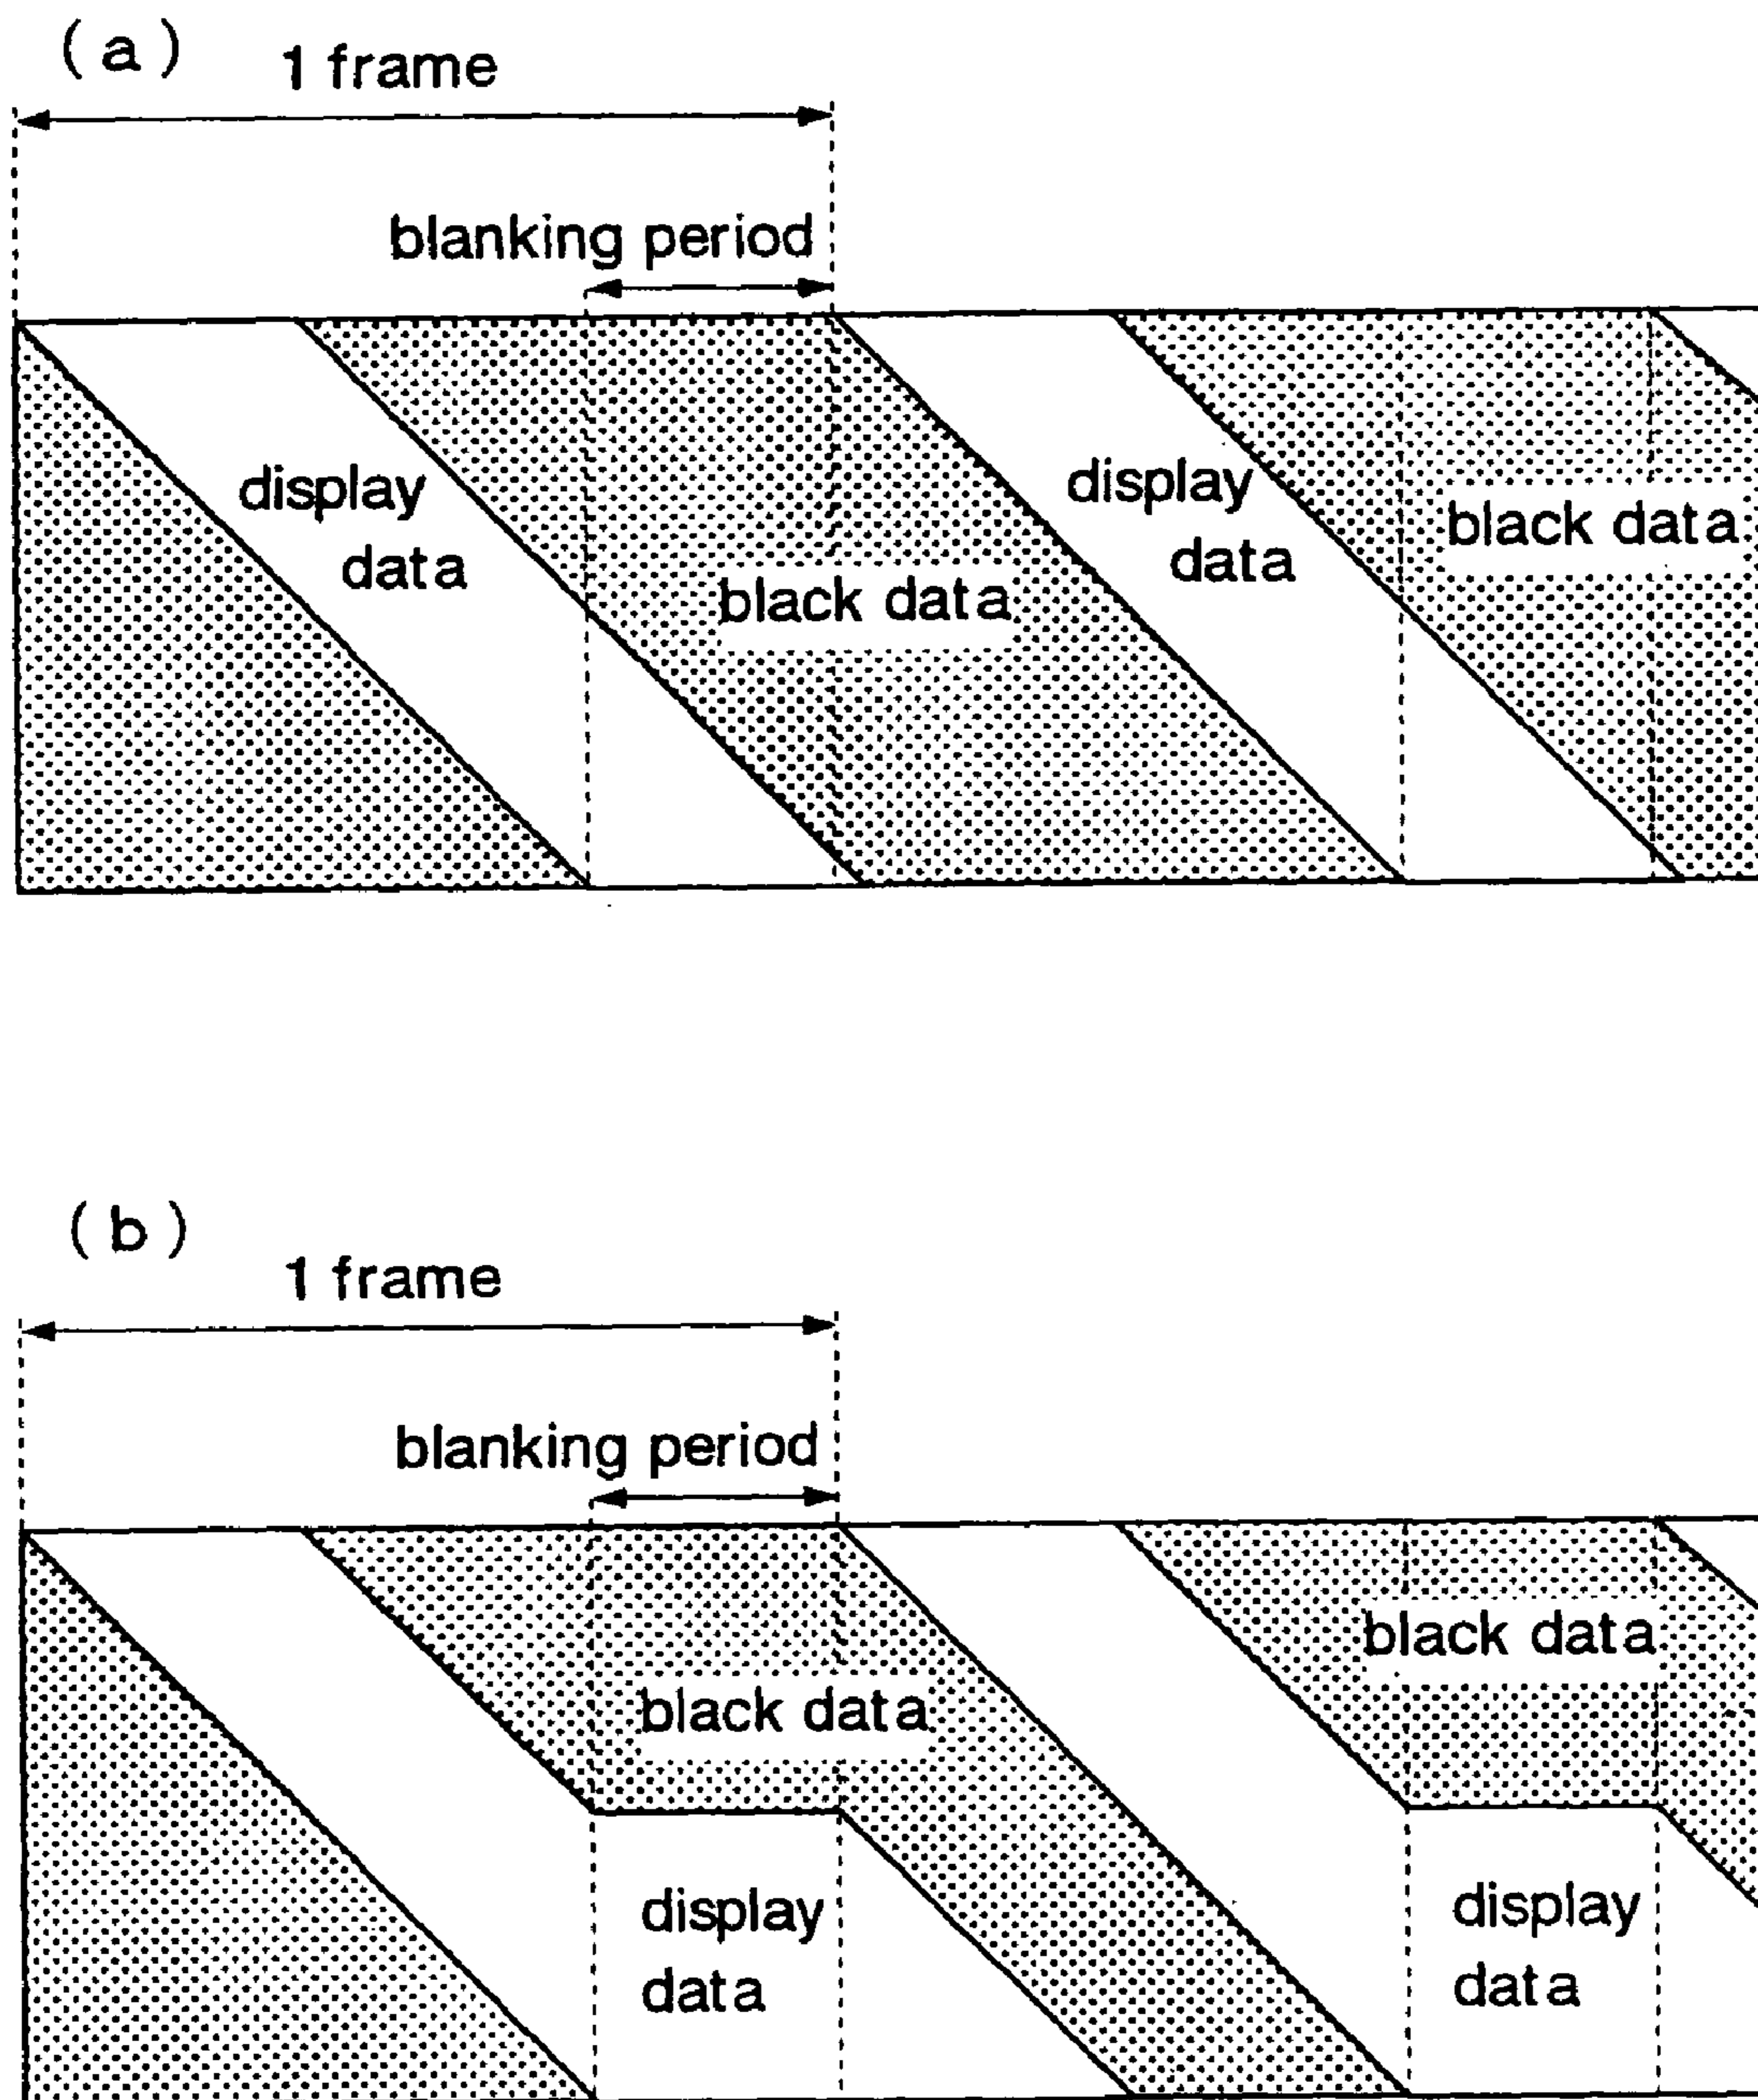 (a)
1 frame
blanking period
display
data
black data
display
data
black data
(b)
1 frame
blanking period
black data
black data
display
data
display
data